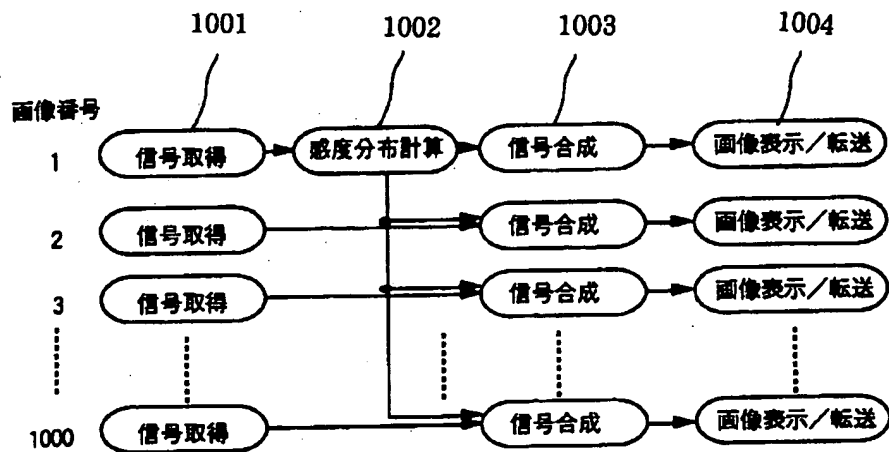 1001 1002 1003 1004
画像番号
1 信号取得 感度分布計算 信号合成 画像表示／転送
2 信号取得 信号合成 画像表示／転送
3 信号取得 信号合成 画像表示／転送
1000 信号取得 信号合成 画像表示／転送